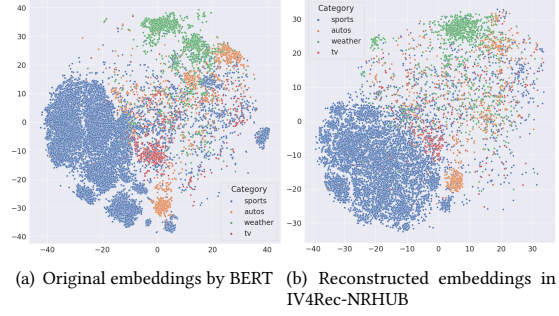 40
30
20
10
0
−10
−20
−30
−40
−40
−20
0
20
40
Category
sports
autos
weather
tv
30
20
10
0
−10
−20
−30
−40
−30
−20
−10
0
10
20
30
Category
sports
autos
weather
tv
(a) Original embeddings by BERT
(b) Reconstructed embeddings in
IV4Rec-NRHUB